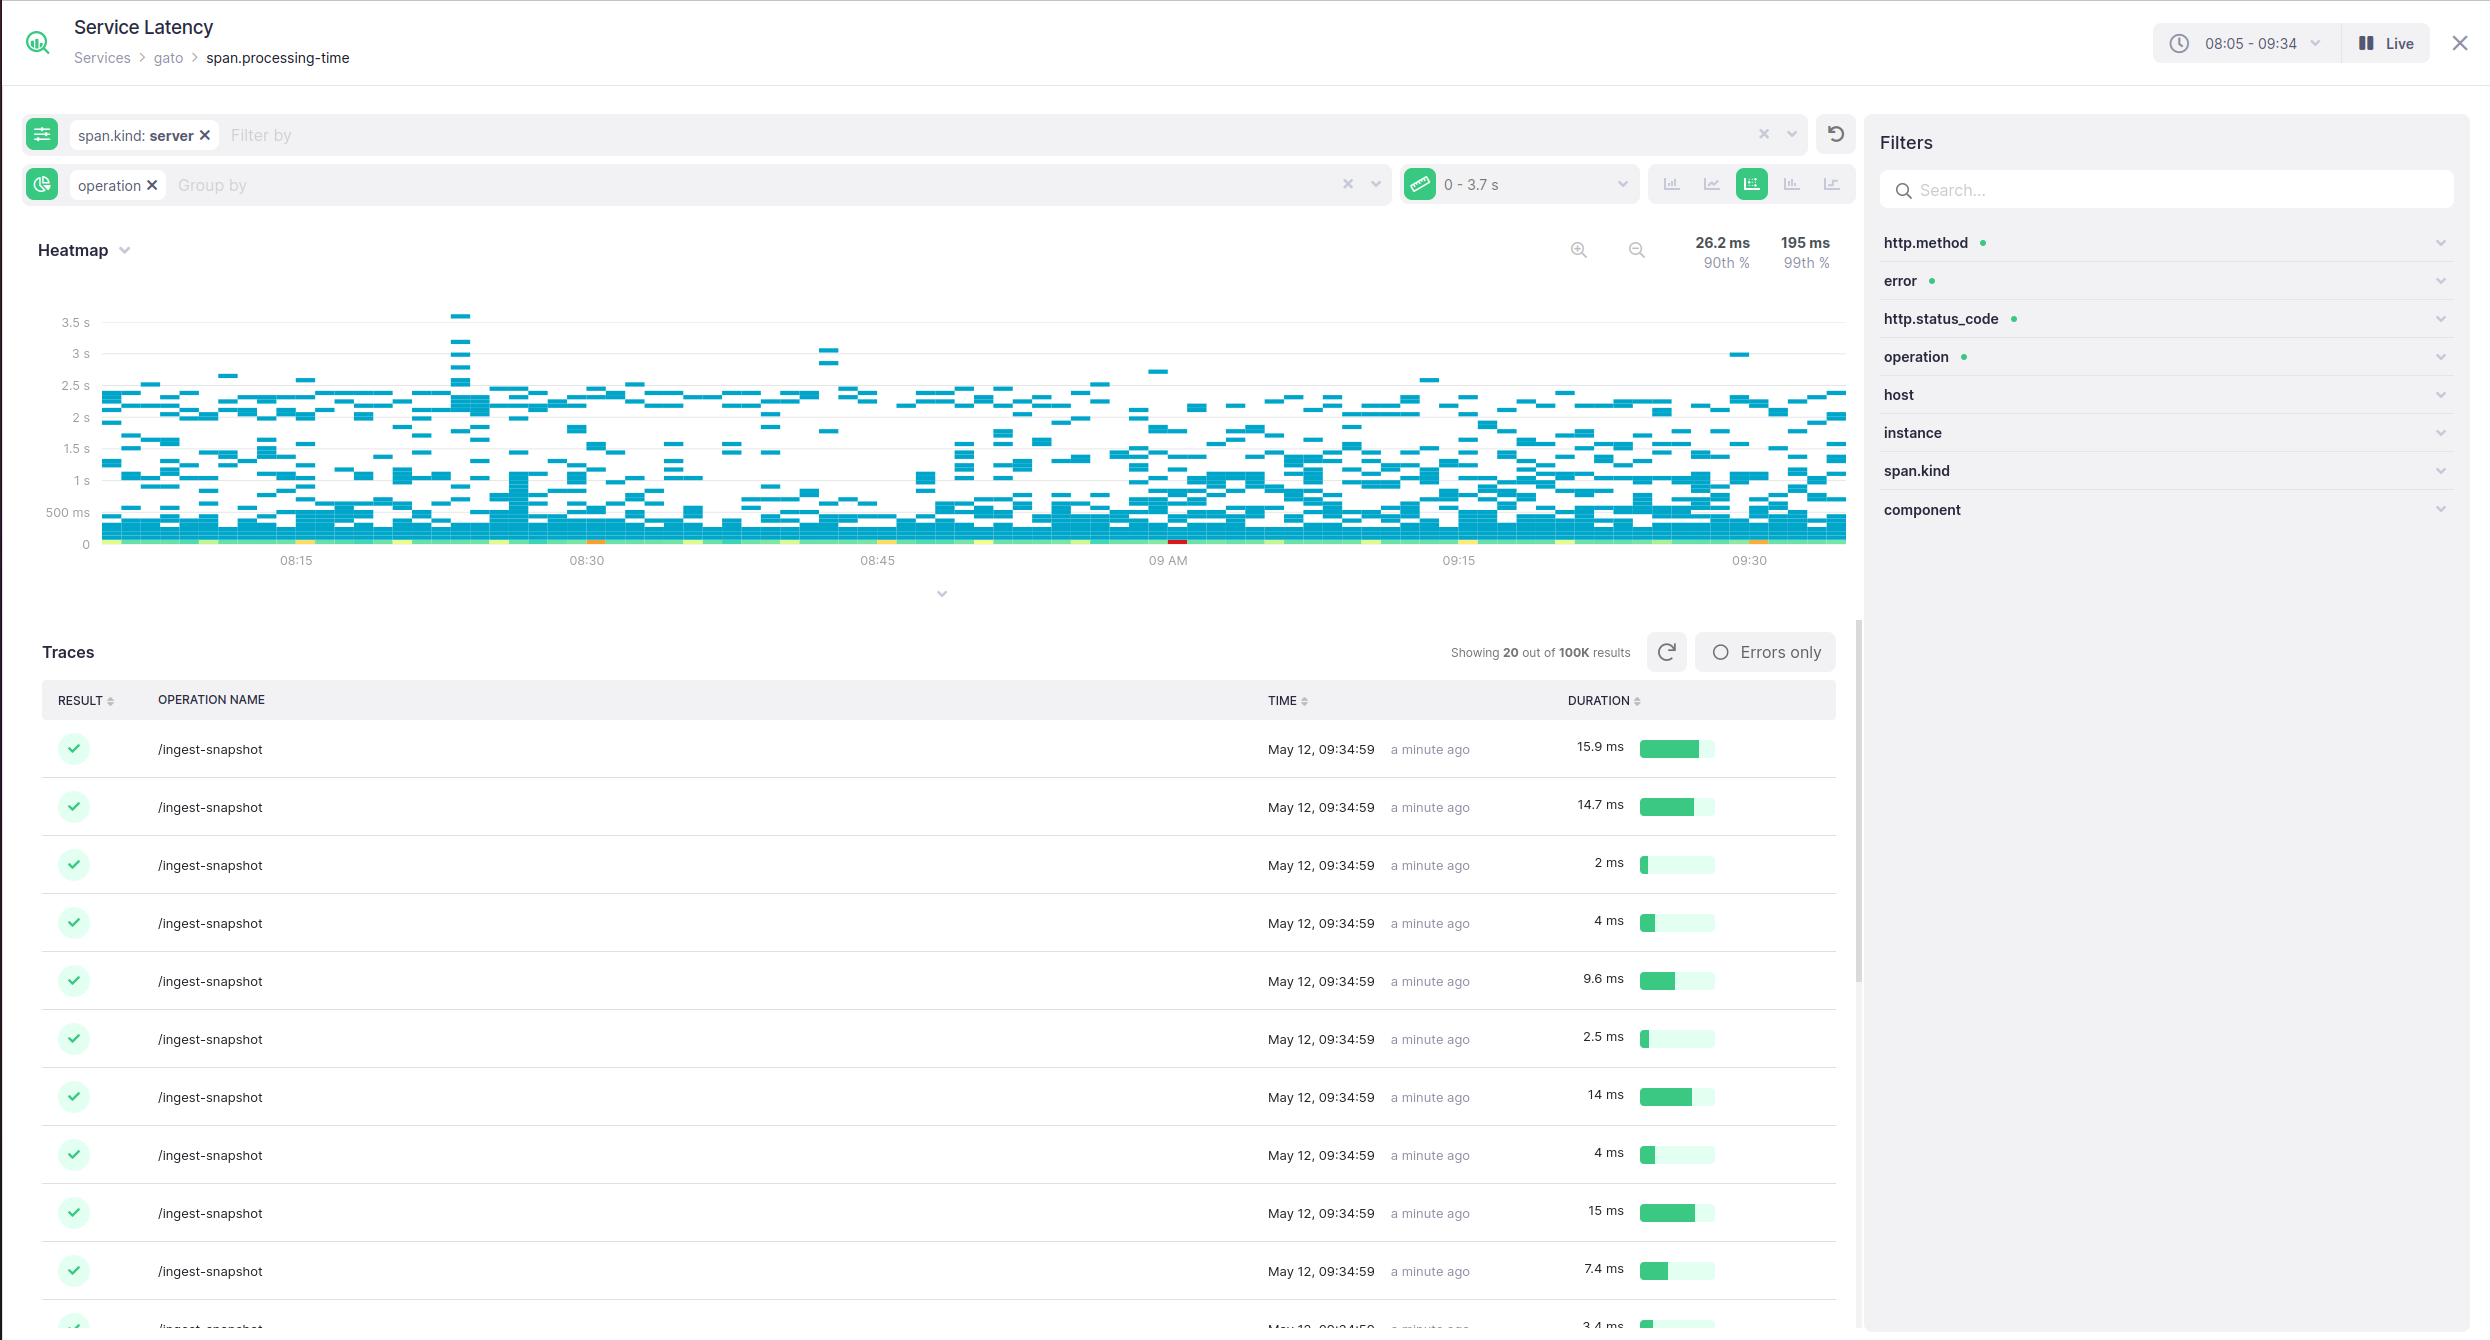 Service Latency
Services > gato > span.processing-time
08:05 - 09:34
Live
span.kind: server ✕ Filter by
operation ✕ Group by
0 - 3.7 s
Heatmap
26.2 ms 195 ms
90th % 99th %
3.5 s
3 s
2.5 s
2 s
1.5 s
1 s
500 ms
0
08:15 08:30 08:45 09 AM 09:15 09:30
Traces
Showing 20 out of 100K results
Errors only
RESULT OPERATION NAME TIME DURATION
/ingest-snapshot May 12, 09:34:59 a minute ago 15.9 ms
/ingest-snapshot May 12, 09:34:59 a minute ago 14.7 ms
/ingest-snapshot May 12, 09:34:59 a minute ago 2 ms
/ingest-snapshot May 12, 09:34:59 a minute ago 4 ms
/ingest-snapshot May 12, 09:34:59 a minute ago 9.6 ms
/ingest-snapshot May 12, 09:34:59 a minute ago 2.5 ms
/ingest-snapshot May 12, 09:34:59 a minute ago 14 ms
/ingest-snapshot May 12, 09:34:59 a minute ago 4 ms
/ingest-snapshot May 12, 09:34:59 a minute ago 15 ms
/ingest-snapshot May 12, 09:34:59 a minute ago 7.4 ms
/ingest-snapshot May 12, 09:34:59 a minute ago 3.4 ms
Filters
Search...
http.method
error
http.status_code
operation
host
instance
span.kind
component